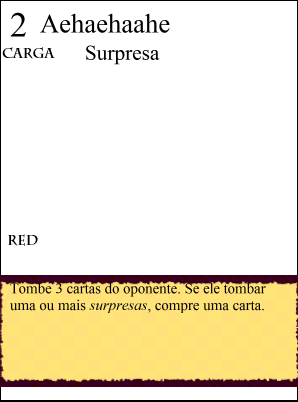 2 Aehaehaahe
CARGA Surpresa
RED
Tombe 3 cartas do oponente. Se ele tombar
uma ou mais surpresas, compre uma carta.